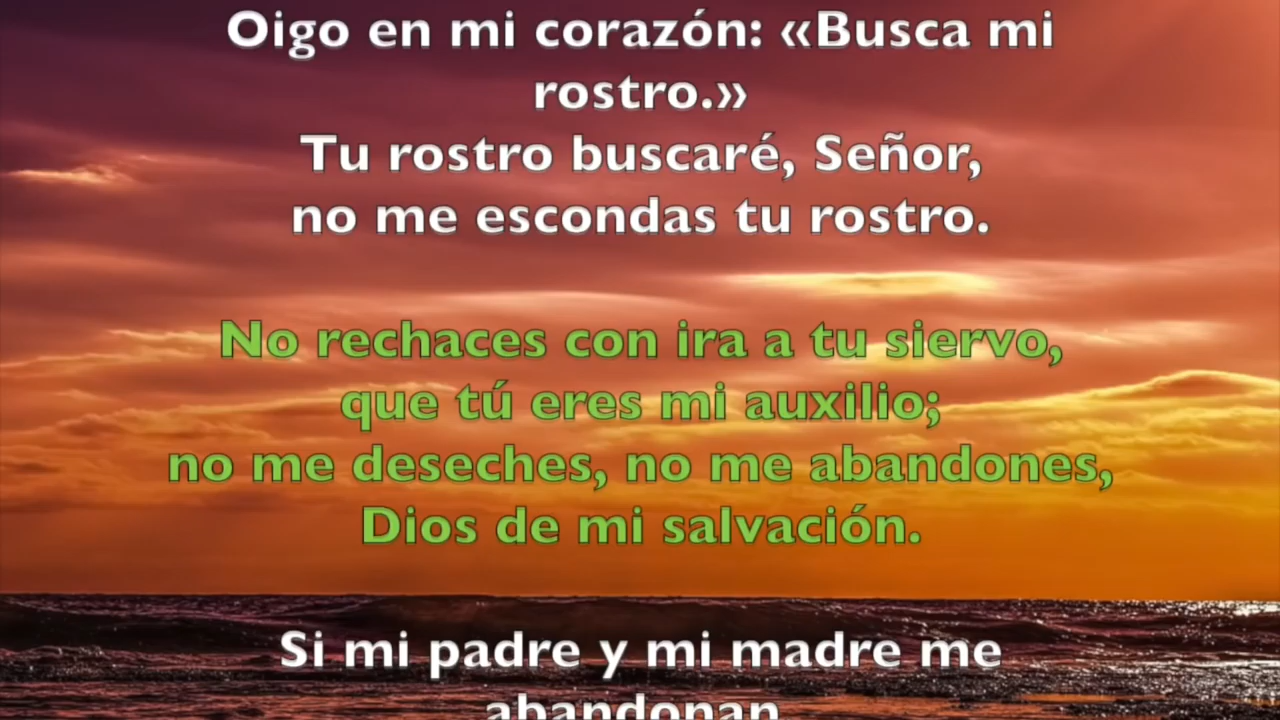 Oigo en mi corazón: «Busca mi
rostro.»
Tu rostro buscaré, Señor,
no me escondas tu rostro.
No rechaces con ira a tu siervo,
que tú eres mi auxilio;
no me deseches, no me abandones,
Dios de mi salvación.
Si mi padre y mi madre me
abandonan